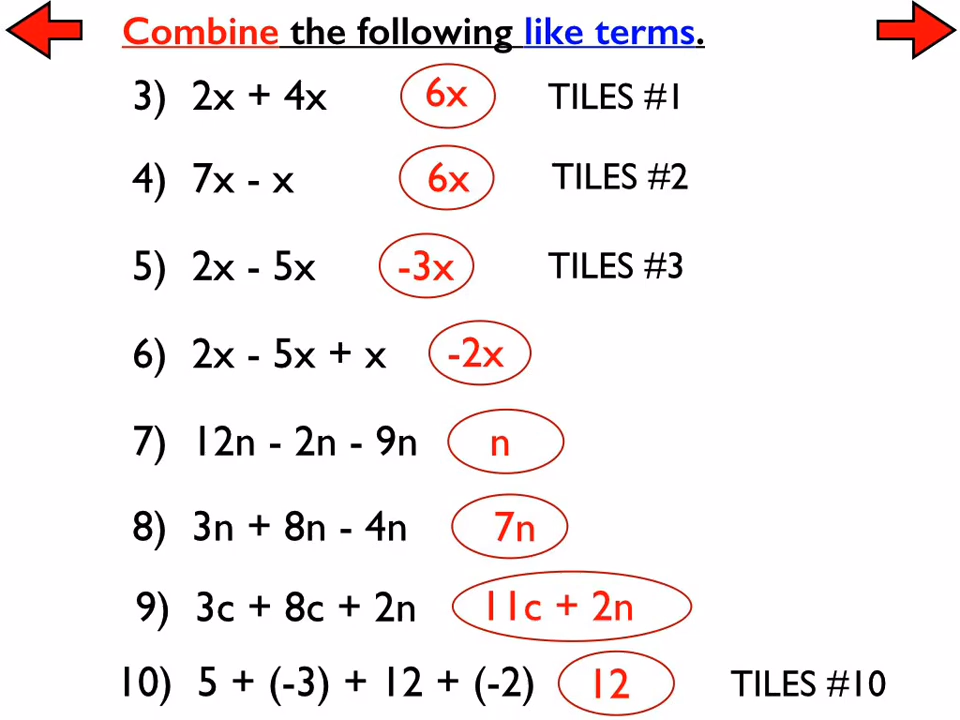 Combine the following like terms.
3) 2x + 4x 6x TILES #1
4) 7x - x 6x TILES #2
5) 2x - 5x -3x TILES #3
6) 2x - 5x + x -2x
7) 12n - 2n - 9n n
8) 3n + 8n - 4n 7n
9) 3c + 8c + 2n 11c + 2n
10) 5 + (-3) + 12 + (-2) 12 TILES #10